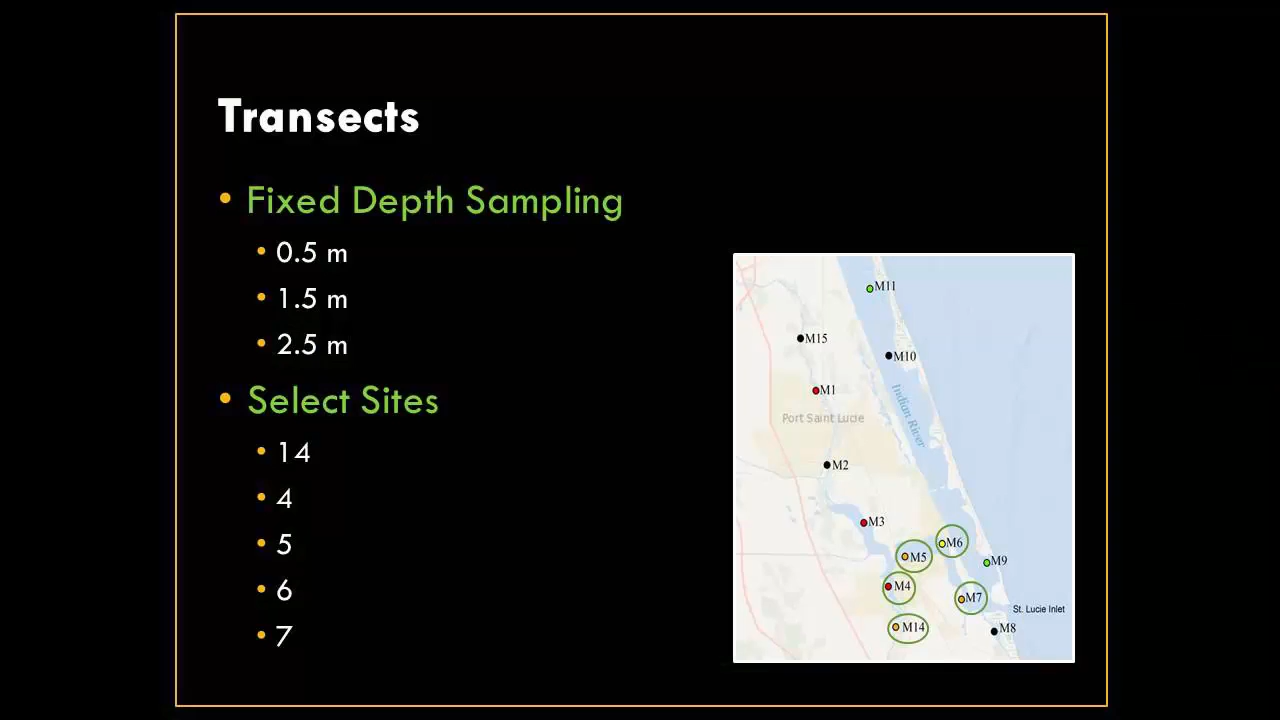 Transects
• Fixed Depth Sampling
• 0.5 m
• 1.5 m
• 2.5 m
• Select Sites
• 14
• 4
• 5
• 6
• 7
M11
M15
M10
M1
Indian River
Port Saint Lucie
M2
M3
M6
M5
M9
M4
M7
St. Lucie Inlet
M14
M8